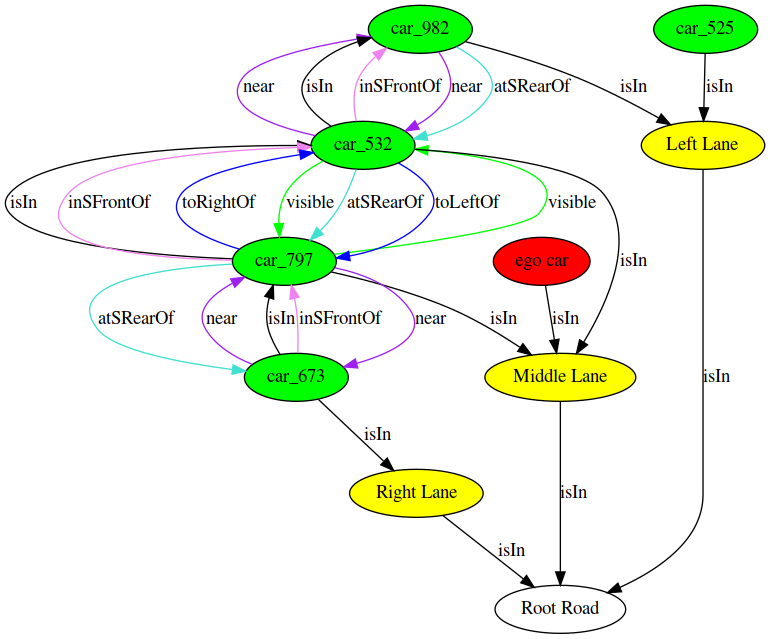 car_982
car_525
near
isIn
inSFrontOf
near
atSRearOf
isIn
isIn
car_532
Left Lane
isIn
inSFrontOf
toRightOf
visible
atSRearOf
toLeftOf
visible
car_797
ego car
isIn
atSRearOf
near
isIn
inSFrontOf
near
isIn
isIn
car_673
Middle Lane
isIn
isIn
Right Lane
isIn
isIn
Root Road